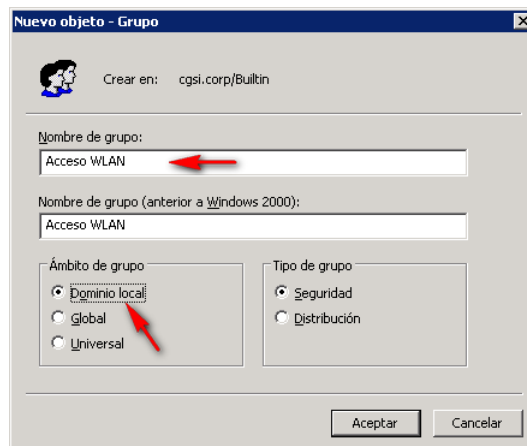 Nuevo objeto - Grupo
Crear en: cgsi.corp/Builtin
Nombre de grupo:
Acceso WLAN
Nombre de grupo (anterior a Windows 2000):
Acceso WLAN
Ámbito de grupo
Dominio local
Global
Universal
Tipo de grupo
Seguridad
Distribución
Aceptar
Cancelar